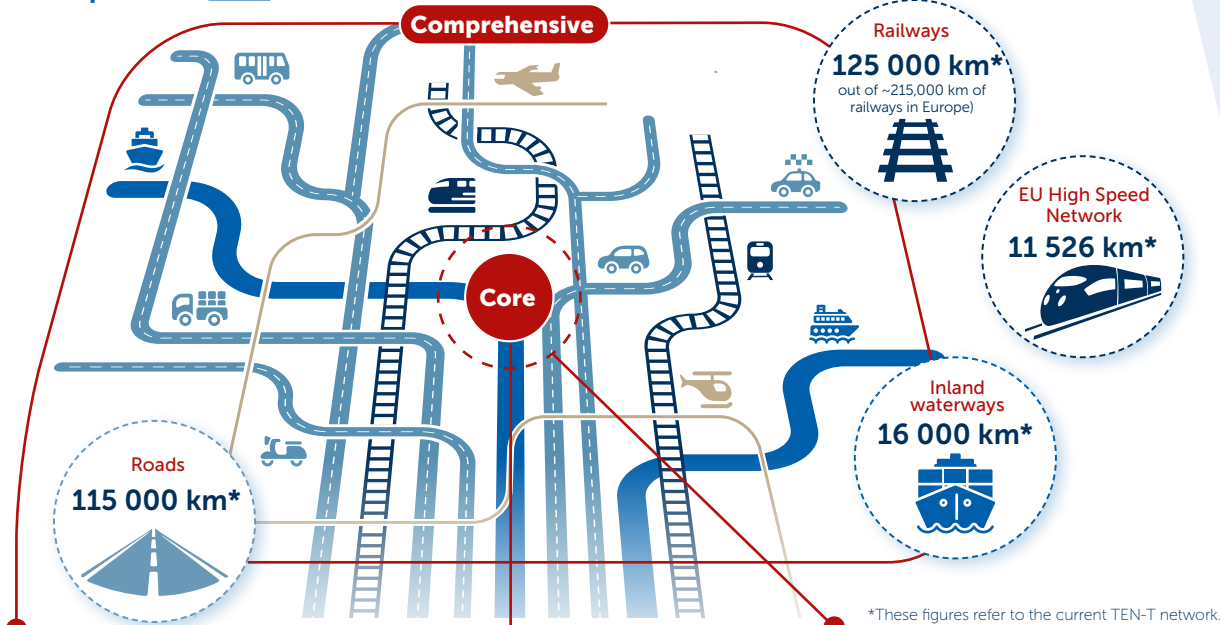 Comprehensive
Railways
125 000 km*
out of ~215,000 km of
railways in Europe)
EU High Speed
Network
11 526 km*
Core
Inland
waterways
16 000 km*
Roads
115 000 km*
*These figures refer to the current TEN-T network.